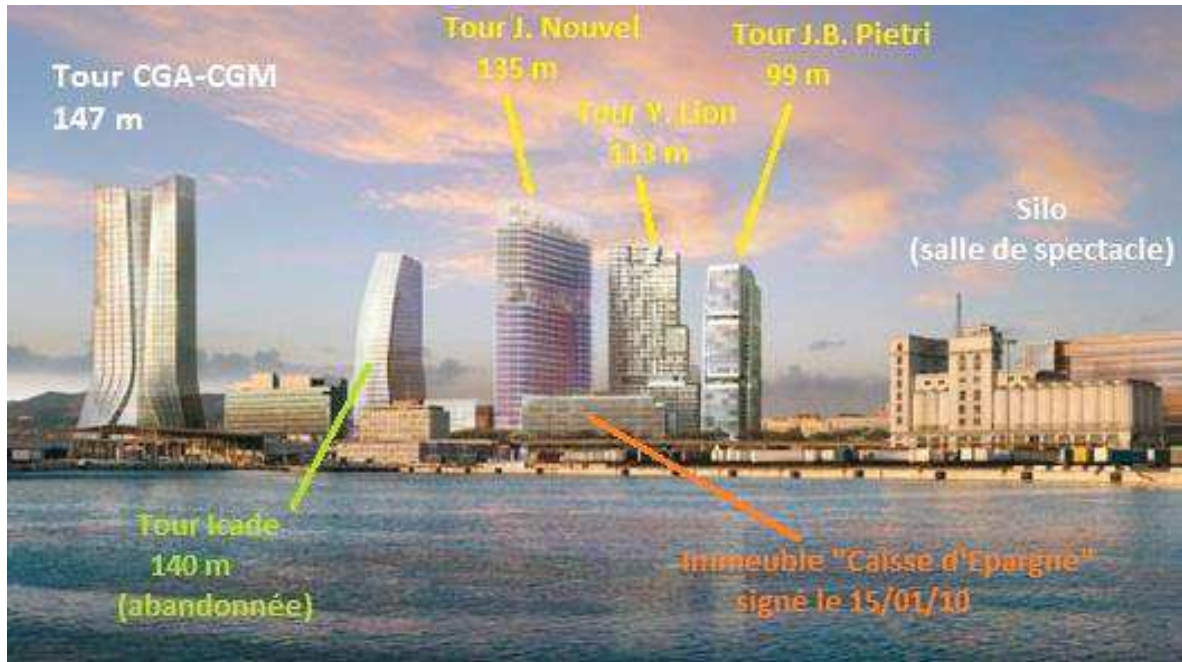 Tour J. Nouvel
135 m
Tour J.B. Pietri
99 m
Tour CGA-CGM
147 m
Tour Y. Lion
113 m
Silo
(salle de spectacle)
Tour Icade
140 m
(abandonnée)
Immeuble "Caisse d'Epargne"
signé le 15/01/10